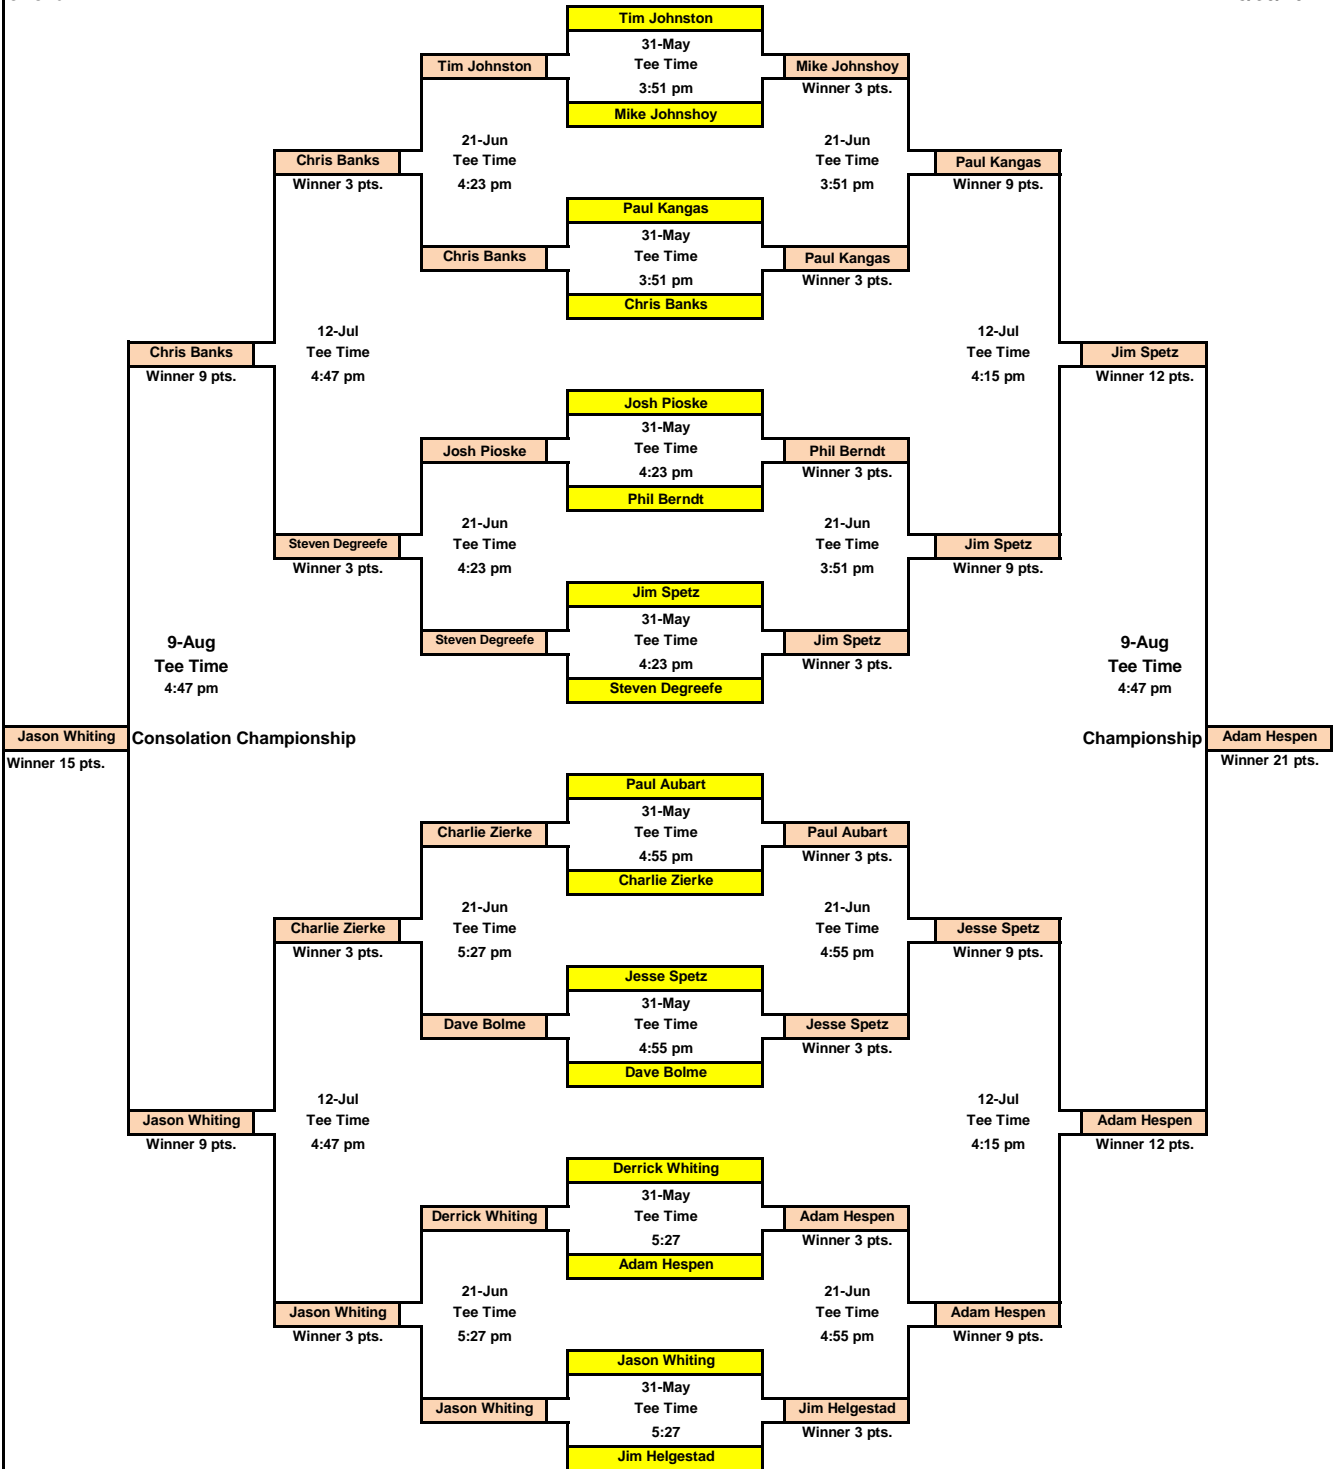 Tim Johnston
31-May
Tim Johnston Tee Time Mike Johnshoy
3:51 pm Winner 3 pts.
Mike Johnshoy
21-Jun 21-Jun
Chris Banks Tee Time Tee Time Paul Kangas
Winner 3 pts. 4:23 pm 3:51 pm Winner 9 pts.
Paul Kangas
31-May
Chris Banks Tee Time Paul Kangas
3:51 pm Winner 3 pts.
Chris Banks
12-Jul 12-Jul
Chris Banks Tee Time Tee Time Jim Spetz
Winner 9 pts. 4:47 pm 4:15 pm Winner 12 pts.
Josh Pioske
31-May
Josh Pioske Tee Time Phil Berndt
4:23 pm Winner 3 pts.
Phil Berndt
21-Jun 21-Jun
Steven Degreefe Tee Time Tee Time Jim Spetz
Winner 3 pts. 4:23 pm 3:51 pm Winner 9 pts.
Jim Spetz
31-May
9-Aug Steven Degreefe Tee Time Jim Spetz 9-Aug
Tee Time 4:23 pm Winner 3 pts. Tee Time
4:47 pm Steven Degreefe 4:47 pm
Jason Whiting Consolation Championship Championship Adam Hespen
Winner 15 pts. Winner 21 pts.
Paul Aubart
31-May
Charlie Zierke Tee Time Paul Aubart
4:55 pm Winner 3 pts.
Charlie Zierke
21-Jun 21-Jun
Charlie Zierke Tee Time Tee Time Jesse Spetz
Winner 3 pts. 5:27 pm 4:55 pm Winner 9 pts.
Jesse Spetz
31-May
Dave Bolme Tee Time Jesse Spetz
4:55 pm Winner 3 pts.
Dave Bolme
12-Jul 12-Jul
Jason Whiting Tee Time Tee Time Adam Hespen
Winner 9 pts. 4:47 pm 4:15 pm Winner 12 pts.
Derrick Whiting
31-May
Derrick Whiting Tee Time Adam Hespen
5:27 Winner 3 pts.
Adam Hespen
21-Jun 21-Jun
Jason Whiting Tee Time Tee Time Adam Hespen
Winner 3 pts. 5:27 pm 4:55 pm Winner 9 pts.
Jason Whiting
31-May
Jason Whiting Tee Time Jim Helgestad
5:27 Winner 3 pts.
Jim Helgestad